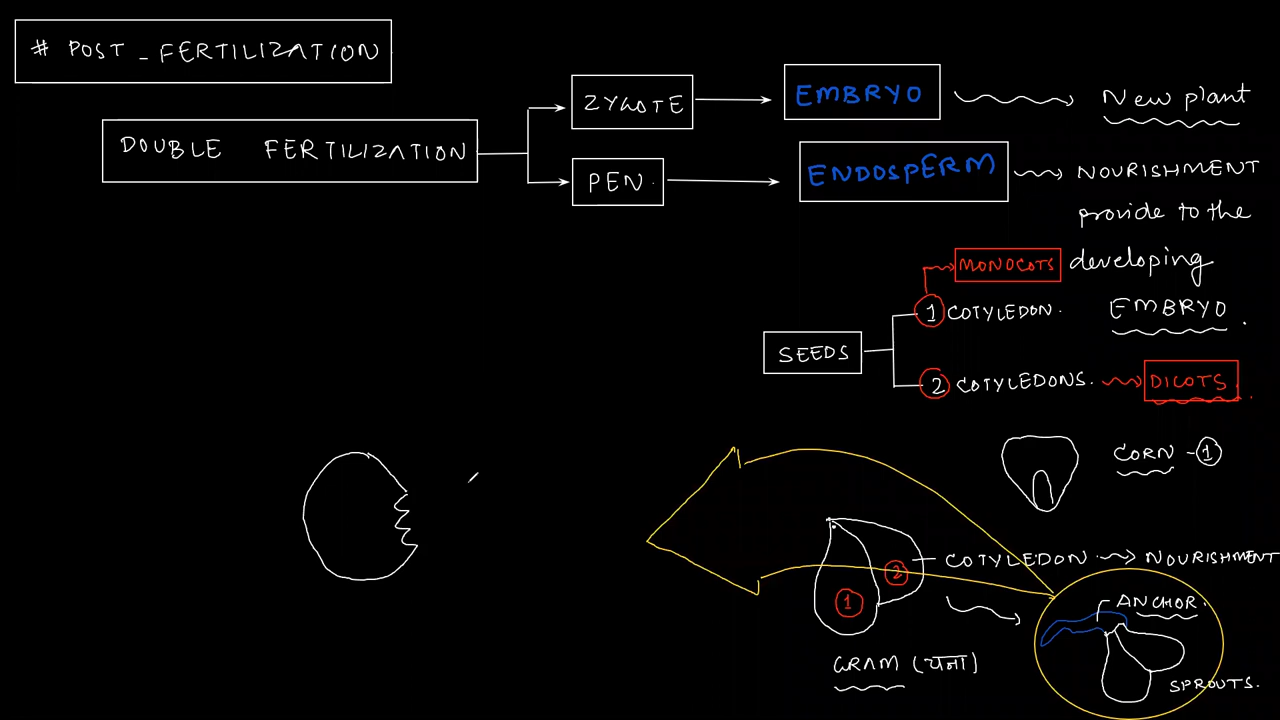 # POST_FERTILIZATION
DOUBLE FERTILIZATION
ZYGOTE
EMBRYO
New plant
PEN.
ENDOSPERM
NOURISHMENT
provide to the
developing
EMBRYO.
MONOCOTS
SEEDS
1 COTYLEDON.
2 COTYLEDONS.
DICOTS.
CORN - 1
1
2
COTYLEDON
NOURISHMENT
ANCHOR.
GRAM (चना)
SPROUTS.